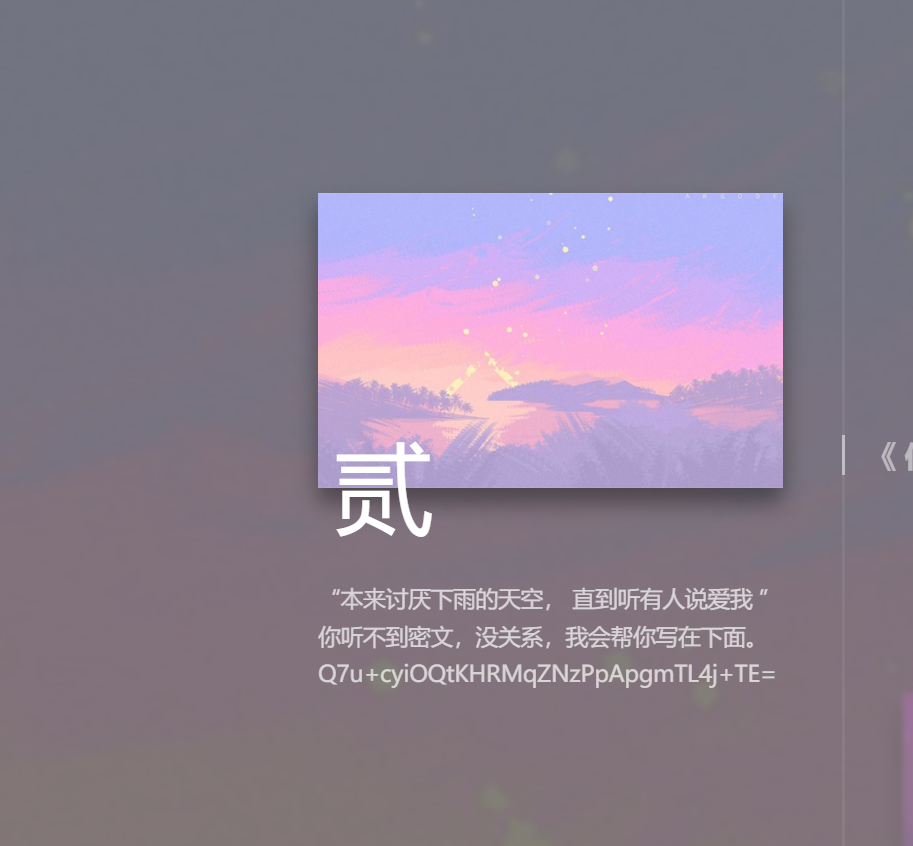 贰
“本来讨厌下雨的天空， 直到听有人说爱我 ”
你听不到密文，没关系，我会帮你写在下面。
Q7u+cyiOQtKHRMqZNzPpApgmTL4j+TE=
《